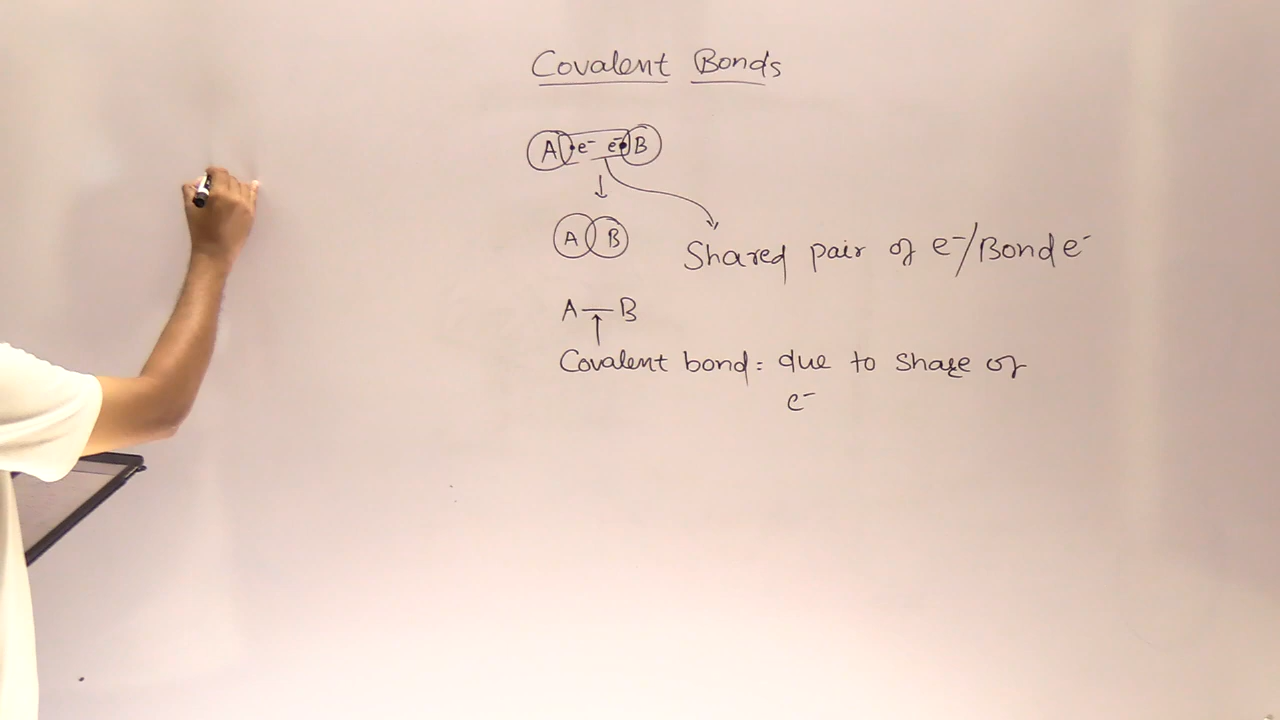 Covalent Bonds
A e⁻ e⁻ B
A B
Shared pair of e⁻/Bond e⁻
A — B
Covalent bond = due to share of
e⁻